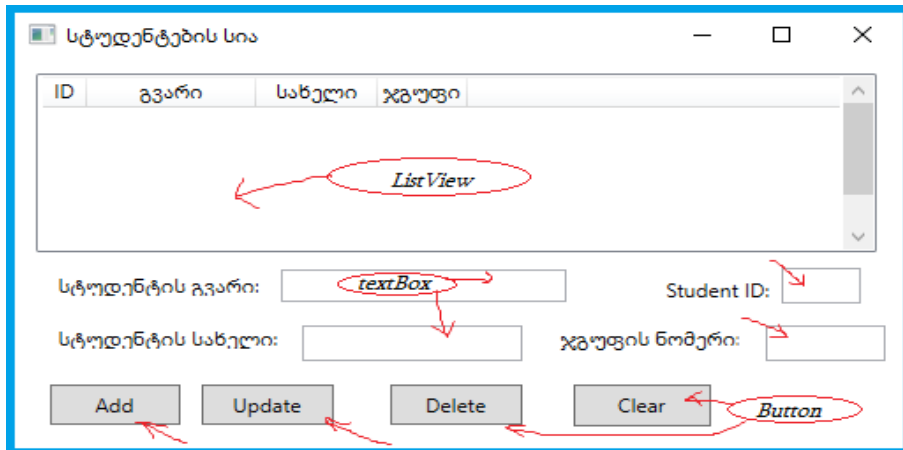 სტუდენტების სია
ID გვარი სახელი ჯგუფი
ListView
სტუდენტის გვარი: textBox Student ID:
სტუდენტის სახელი: ჯგუფის ნომერი:
Add Update Delete Clear Button